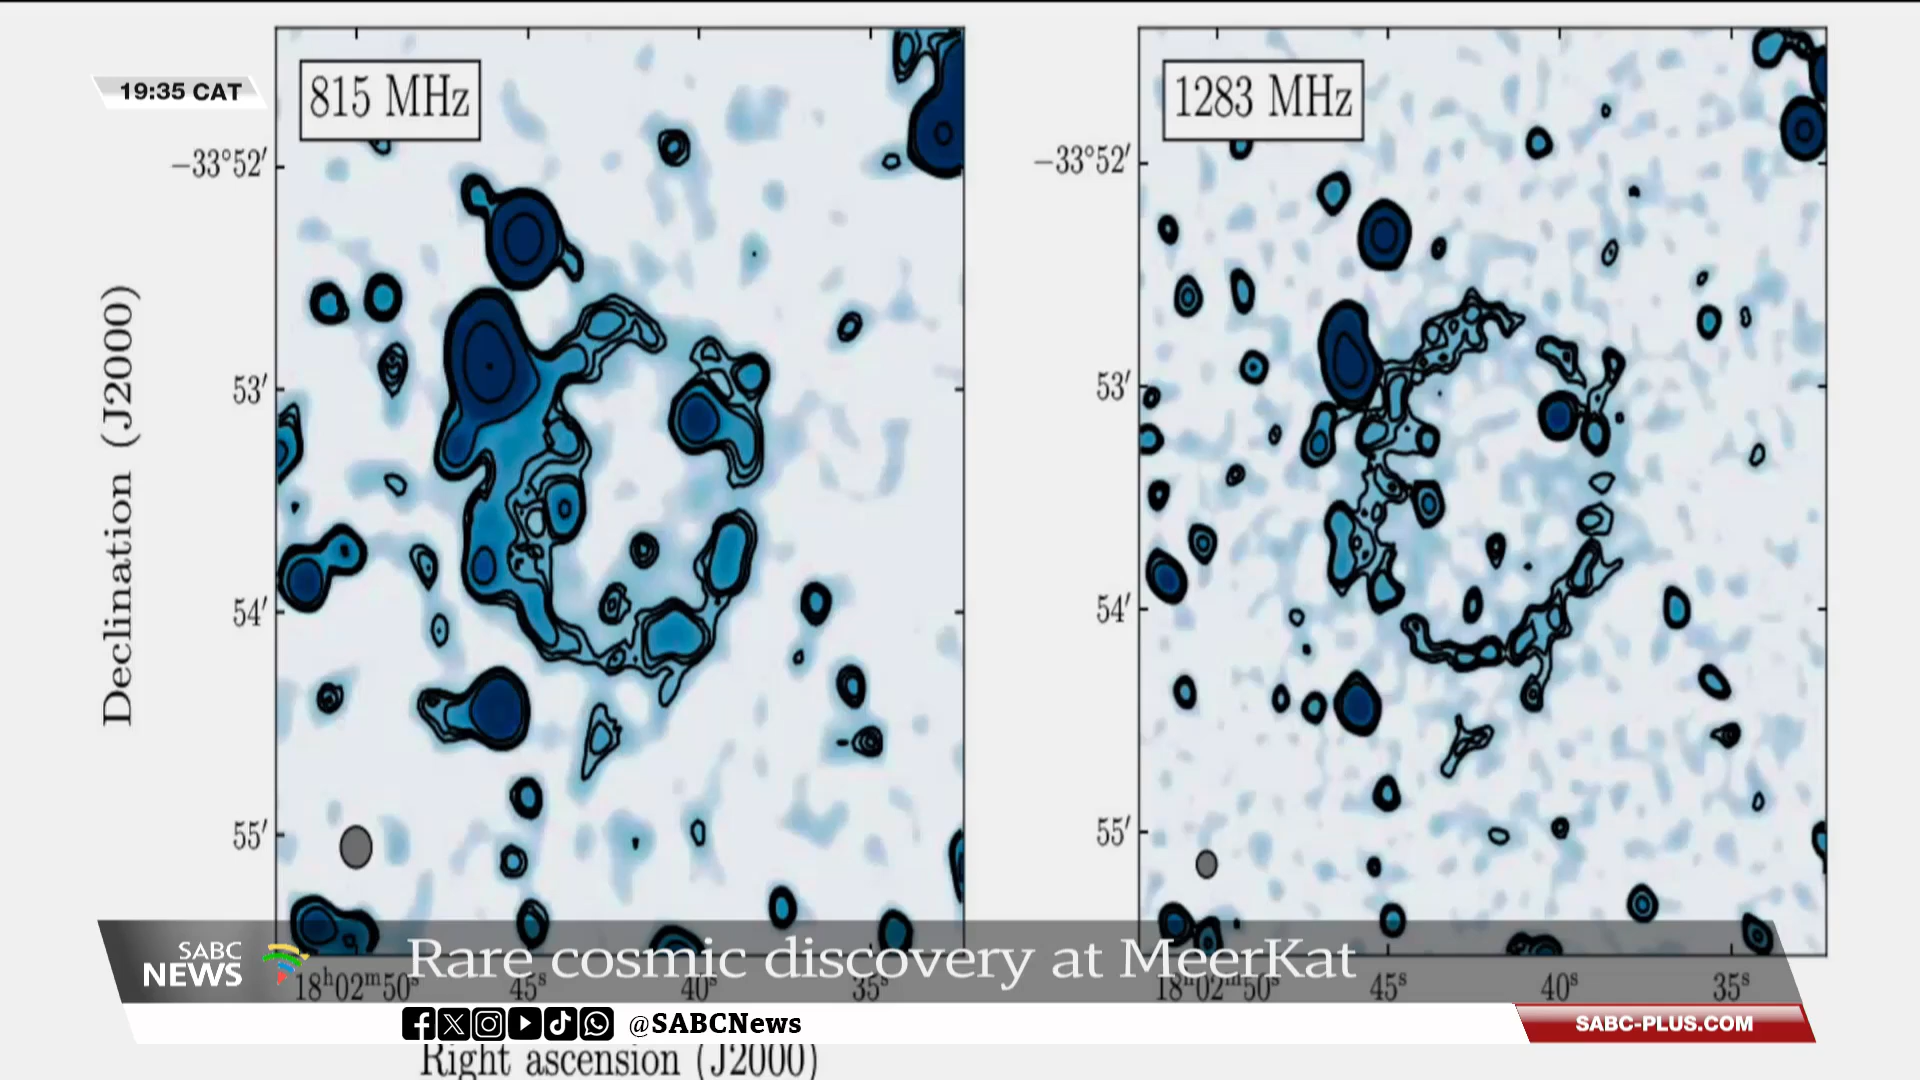 815 MHz
1283 MHz
19:35 CAT
−33°52′
−33°52′
53′
53′
54′
54′
55′
55′
Declination (J2000)
SABC
NEWS
Rare cosmic discovery at MeerKat
18ʰ02ᵐ50ˢ
45ˢ
40ˢ
35ˢ
18ʰ02ᵐ50ˢ
45ˢ
40ˢ
35ˢ
@SABCNews
SABC-PLUS.COM
Right ascension (J2000)